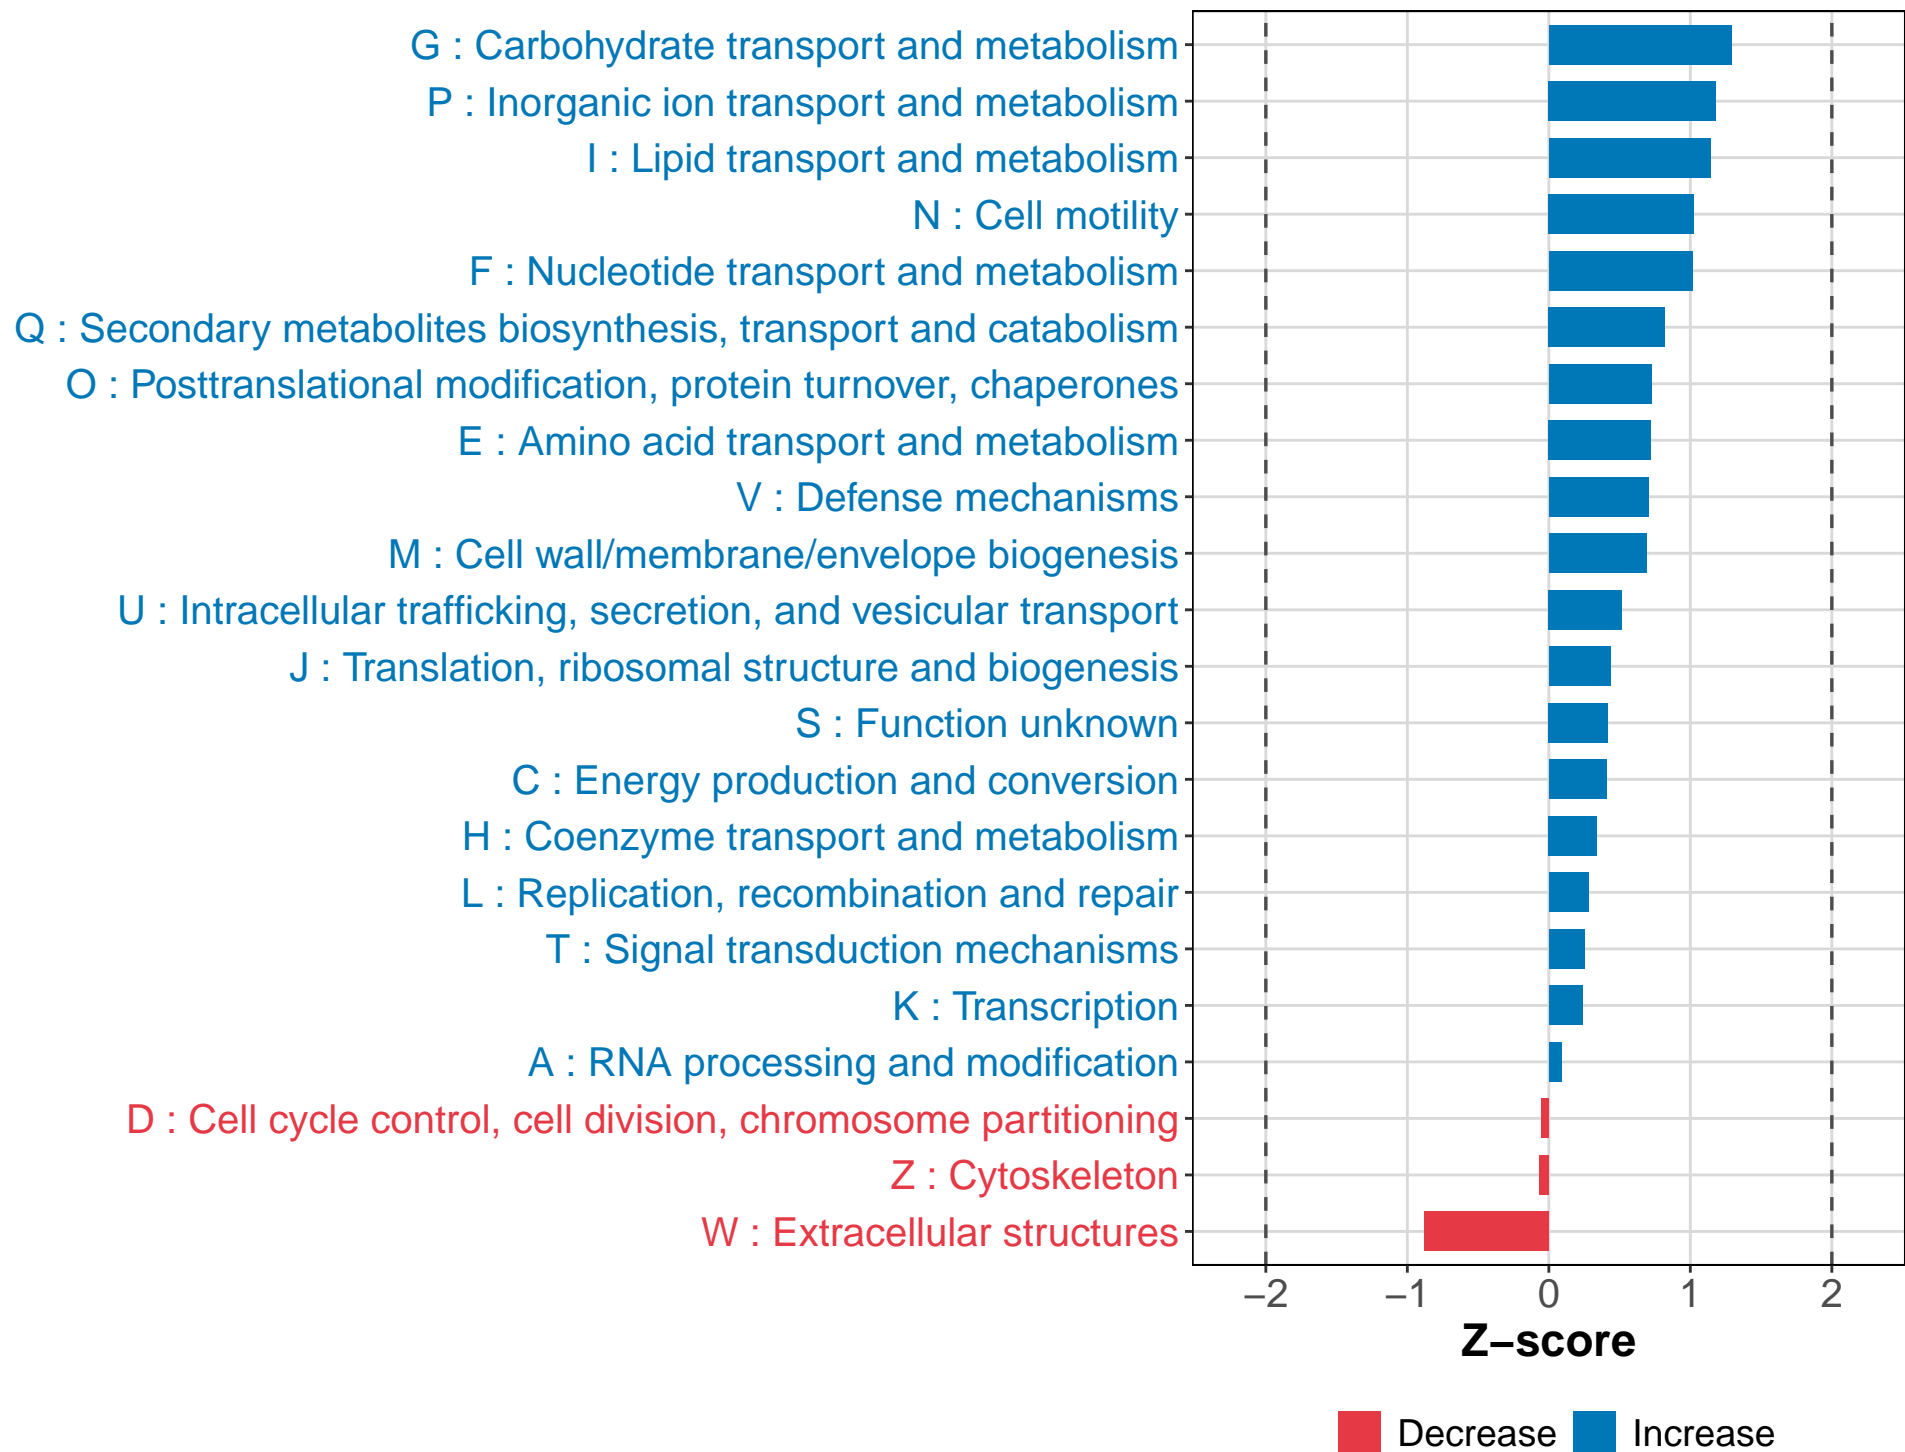 G : Carbohydrate transport and metabolism
P : Inorganic ion transport and metabolism
I : Lipid transport and metabolism
N : Cell motility
F : Nucleotide transport and metabolism
Q : Secondary metabolites biosynthesis, transport and catabolism
O : Posttranslational modification, protein turnover, chaperones
E : Amino acid transport and metabolism
V : Defense mechanisms
M : Cell wall/membrane/envelope biogenesis
U : Intracellular trafficking, secretion, and vesicular transport
J : Translation, ribosomal structure and biogenesis
S : Function unknown
C : Energy production and conversion
H : Coenzyme transport and metabolism
L : Replication, recombination and repair
T : Signal transduction mechanisms
K : Transcription
A : RNA processing and modification
D : Cell cycle control, cell division, chromosome partitioning
Z : Cytoskeleton
W : Extracellular structures
−2 −1 0 1 2
Z−score
Decrease Increase